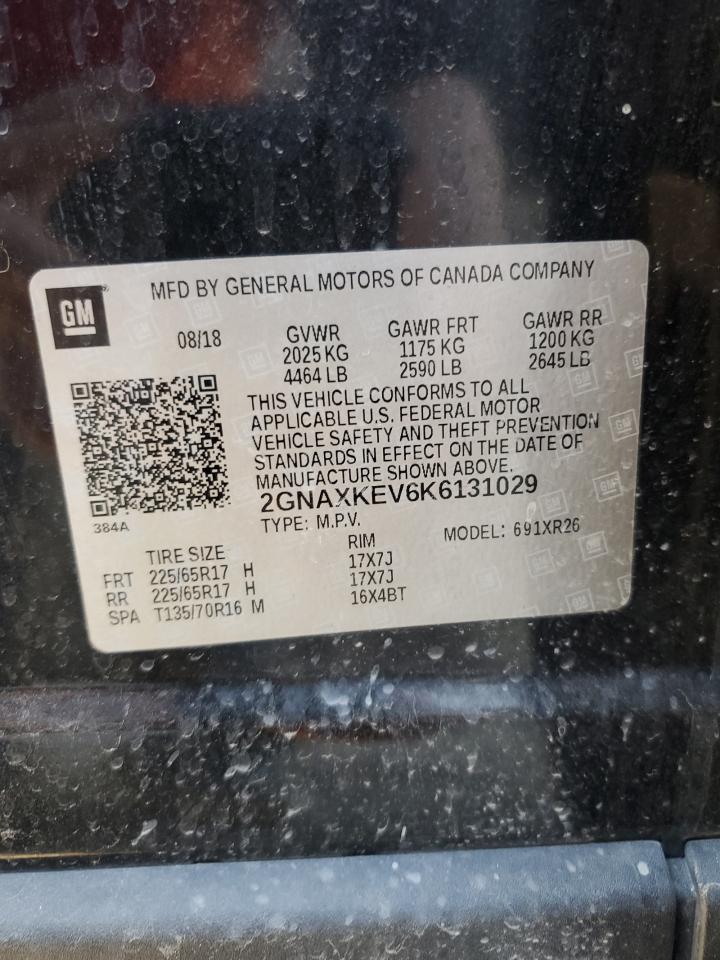 GM
MFD BY GENERAL MOTORS OF CANADA COMPANY
08/18 GVWR GAWR FRT GAWR RR
2025 KG 1175 KG 1200 KG
4464 LB 2590 LB 2645 LB
THIS VEHICLE CONFORMS TO ALL
APPLICABLE U.S. FEDERAL MOTOR
VEHICLE SAFETY AND THEFT PREVENTION
STANDARDS IN EFFECT ON THE DATE OF
MANUFACTURE SHOWN ABOVE.
2GNAXKEV6K6131029
384A
TYPE: M.P.V. MODEL: 691XR26
TIRE SIZE RIM
FRT 225/65R17 H 17X7J
RR 225/65R17 H 17X7J
SPA T135/70R16 M 16X4BT